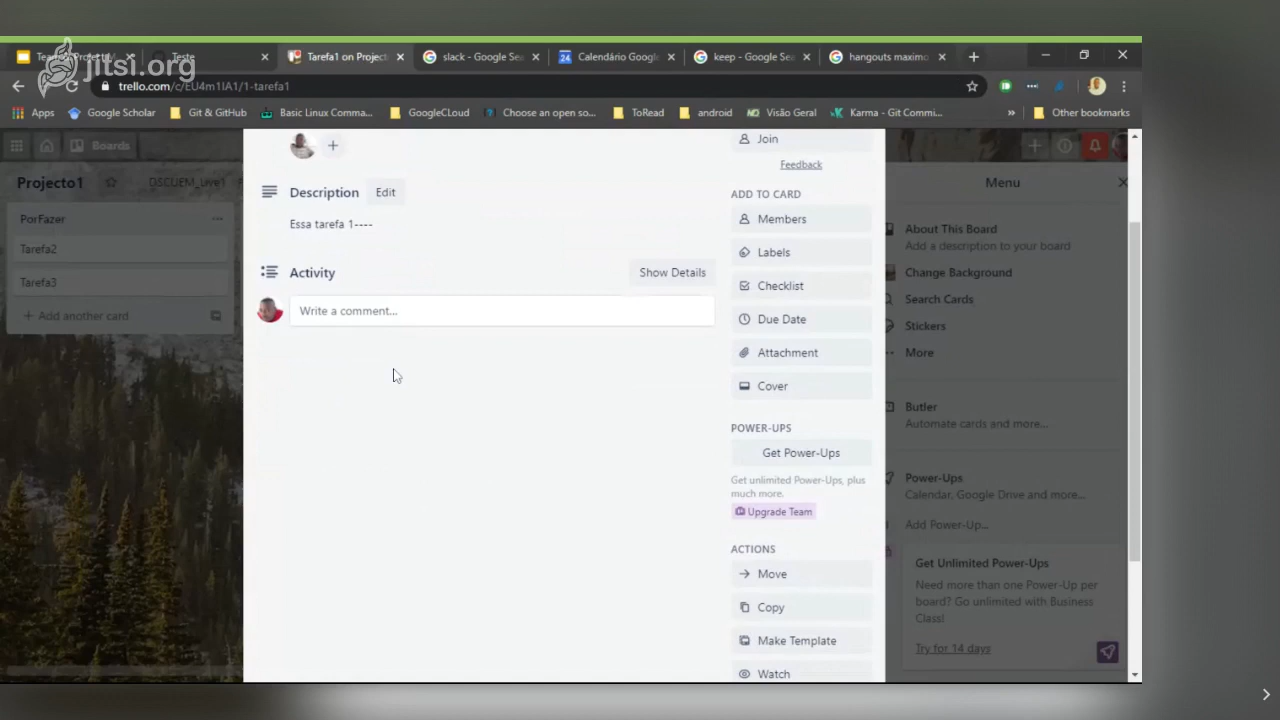 Teste
Tarefa1 on Project
slack - Google Sea
Calendário Google
keep - Google Sea
hangouts maximo
jitsi.org
trello.com/c/EU4m1IA1/1-tarefa1
Apps
Google Scholar
Git & GitHub
Basic Linux Comma...
GoogleCLoud
Choose an open so...
ToRead
android
Visão Geral
Karma - Git Commi...
»
Other bookmarks
Boards
Projecto1
DSCUEM_Live1
PorFazer
Tarefa2
Tarefa3
+ Add another card
Description
Edit
Essa tarefa 1----
Activity
Show Details
Write a comment...
Join
Feedback
ADD TO CARD
Members
Labels
Checklist
Due Date
Attachment
Cover
POWER-UPS
Get Power-Ups
Get unlimited Power-Ups, plus
much more.
Upgrade Team
ACTIONS
Move
Copy
Make Template
Watch
Menu
About This Board
Add a description to your board
Change Background
Search Cards
Stickers
More
Butler
Automate cards and more...
Power-Ups
Calendar, Google Drive and more...
Add Power-Up...
Get Unlimited Power-Ups
Need more than one Power-Up per
board? Go unlimited with Business
Class!
Try for 14 days